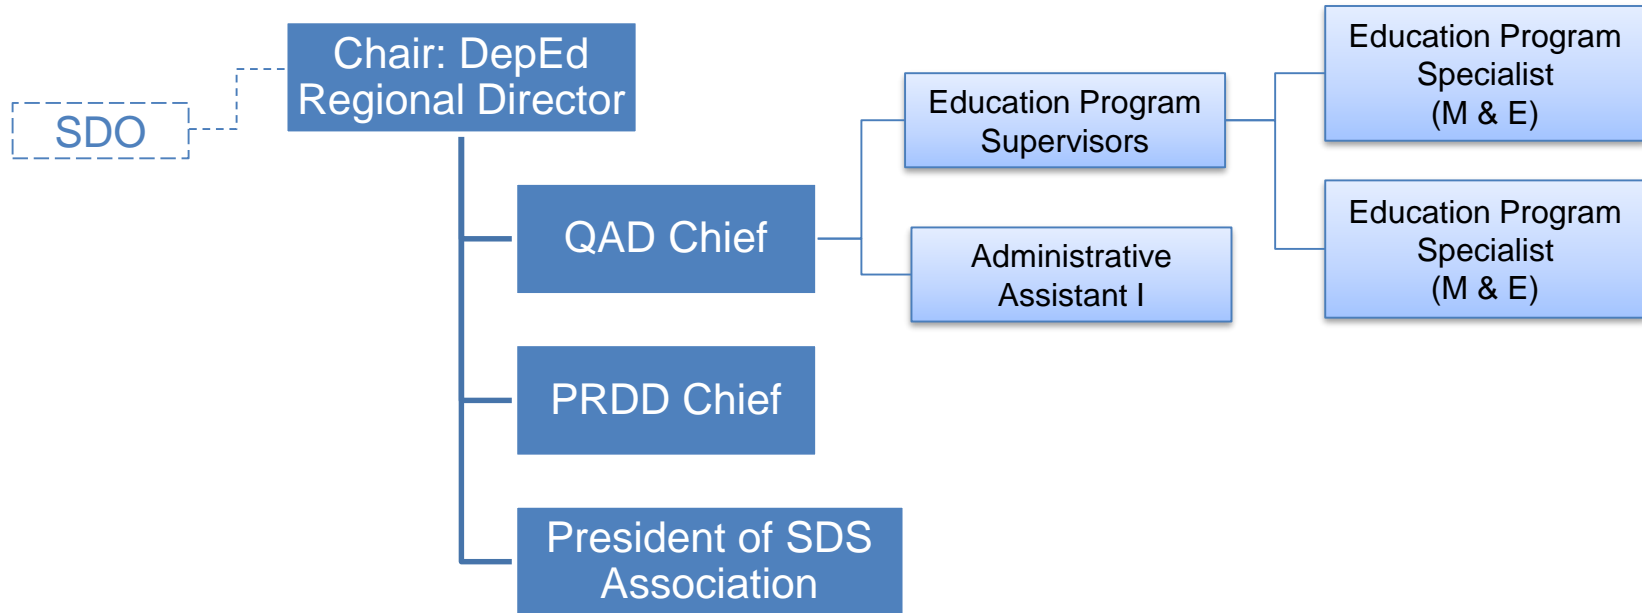 Chair: DepEd
Regional Director
SDO
Education Program
Supervisors
Education Program
Specialist
(M & E)
QAD Chief
Administrative
Assistant I
Education Program
Specialist
(M & E)
PRDD Chief
President of SDS
Association